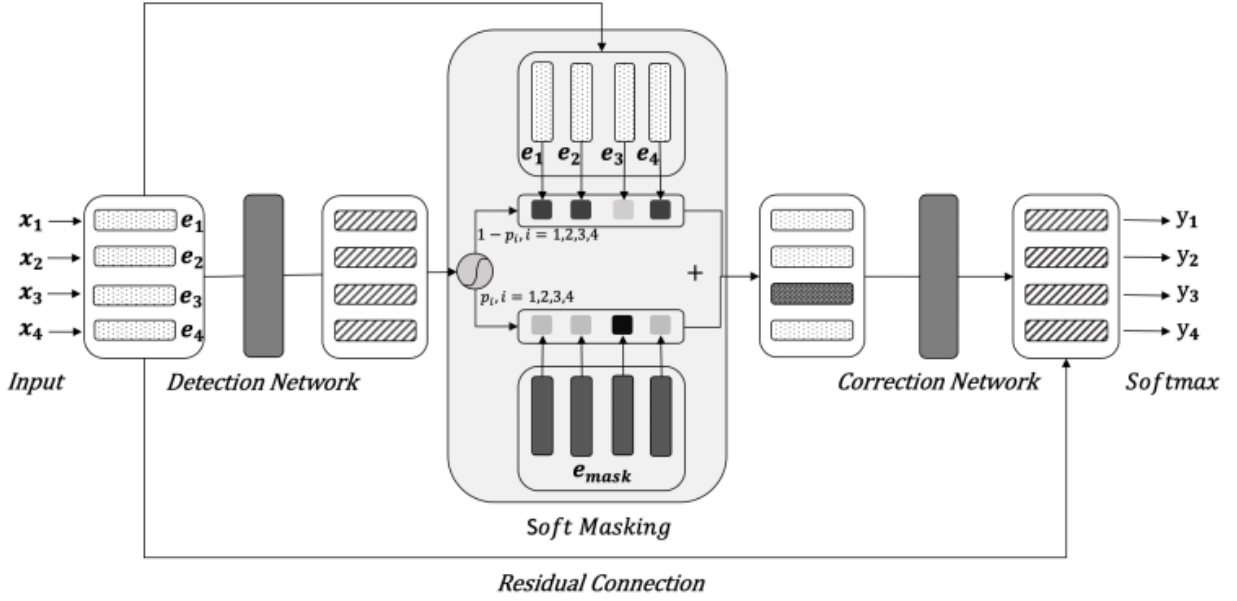 e₁ e₂ e₃ e₄
x₁ e₁
x₂ e₂
x₃ e₃
x₄ e₄
1 − pᵢ, i = 1,2,3,4
+
pᵢ, i = 1,2,3,4
y₁
y₂
y₃
y₄
Input
Detection Network
Correction Network
Softmax
e_mask
Soft Masking
Residual Connection